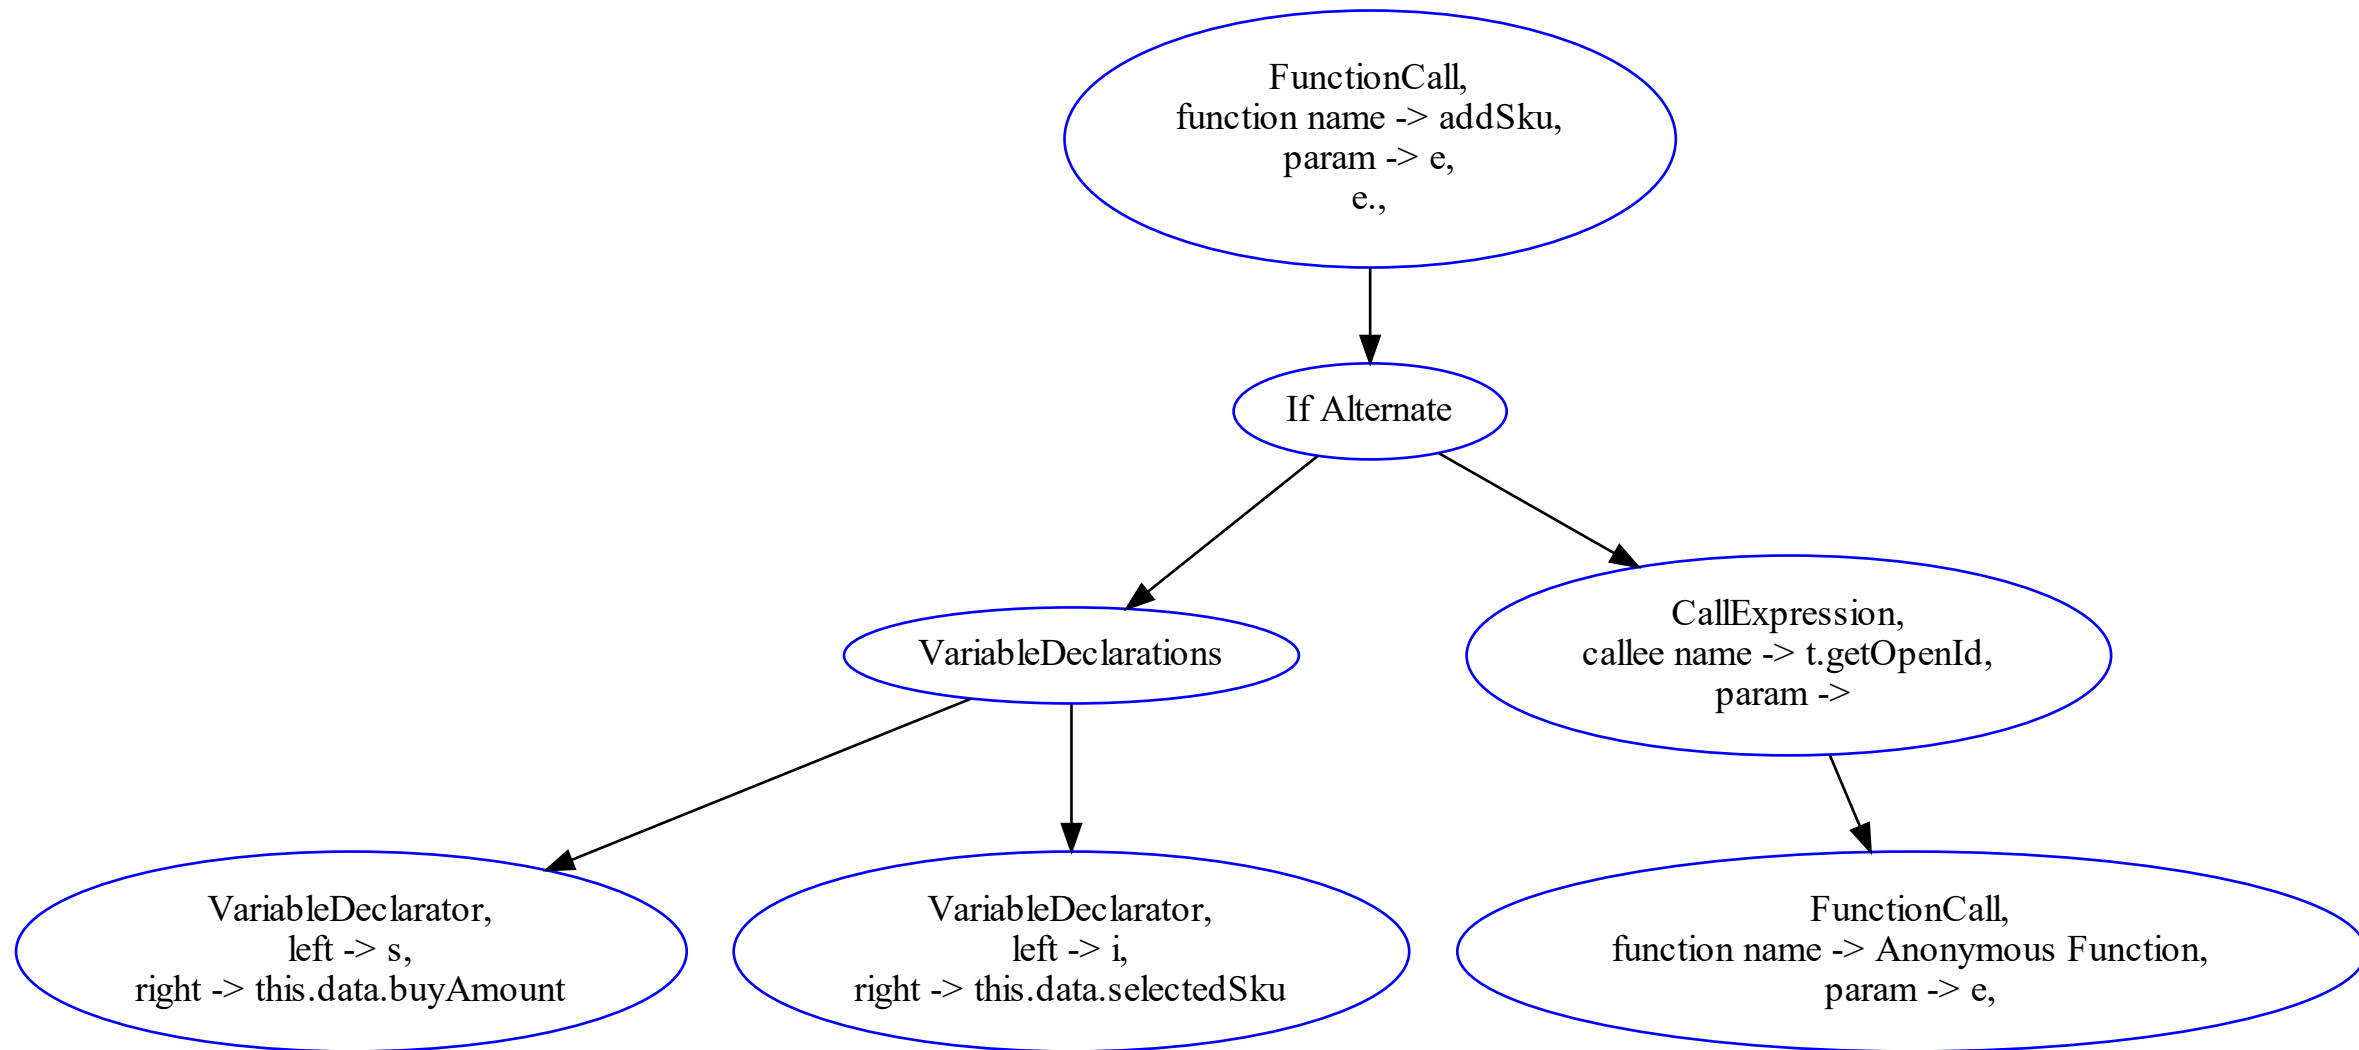 FunctionCall,
function name -> addSku,
param -> e,
e.,
If Alternate
VariableDeclarations
CallExpression,
callee name -> t.getOpenId,
param ->
VariableDeclarator,
left -> s,
right -> this.data.buyAmount
VariableDeclarator,
left -> i,
right -> this.data.selectedSku
FunctionCall,
function name -> Anonymous Function,
param -> e,